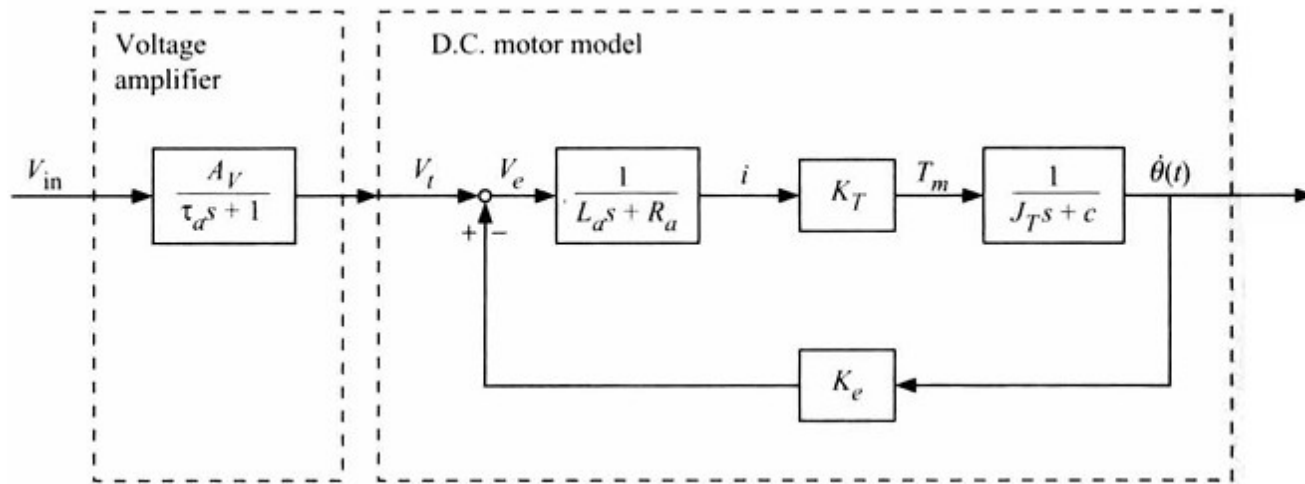 Voltage
amplifier
D.C. motor model
V_in
A_V
τ_a s + 1
V_t
V_e
1
L_a s + R_a
i
K_T
T_m
1
J_T s + c
θ̇(t)
+
−
K_e